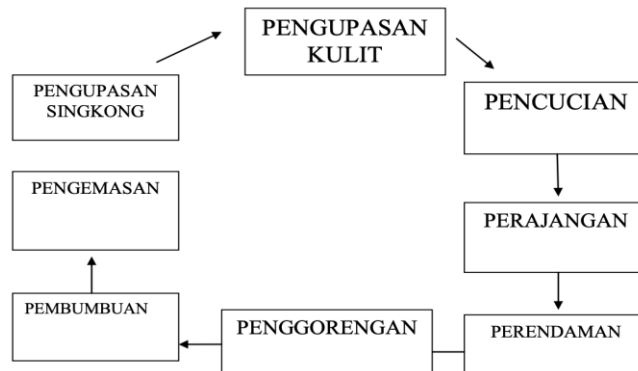 PENGUPASAN
SINGKONG
PENGUPASAN
KULIT
PENCUCIAN
PERAJANGAN
PERENDAMAN
PENGGORENGAN
PEMBUMBUAN
PENGEMASAN